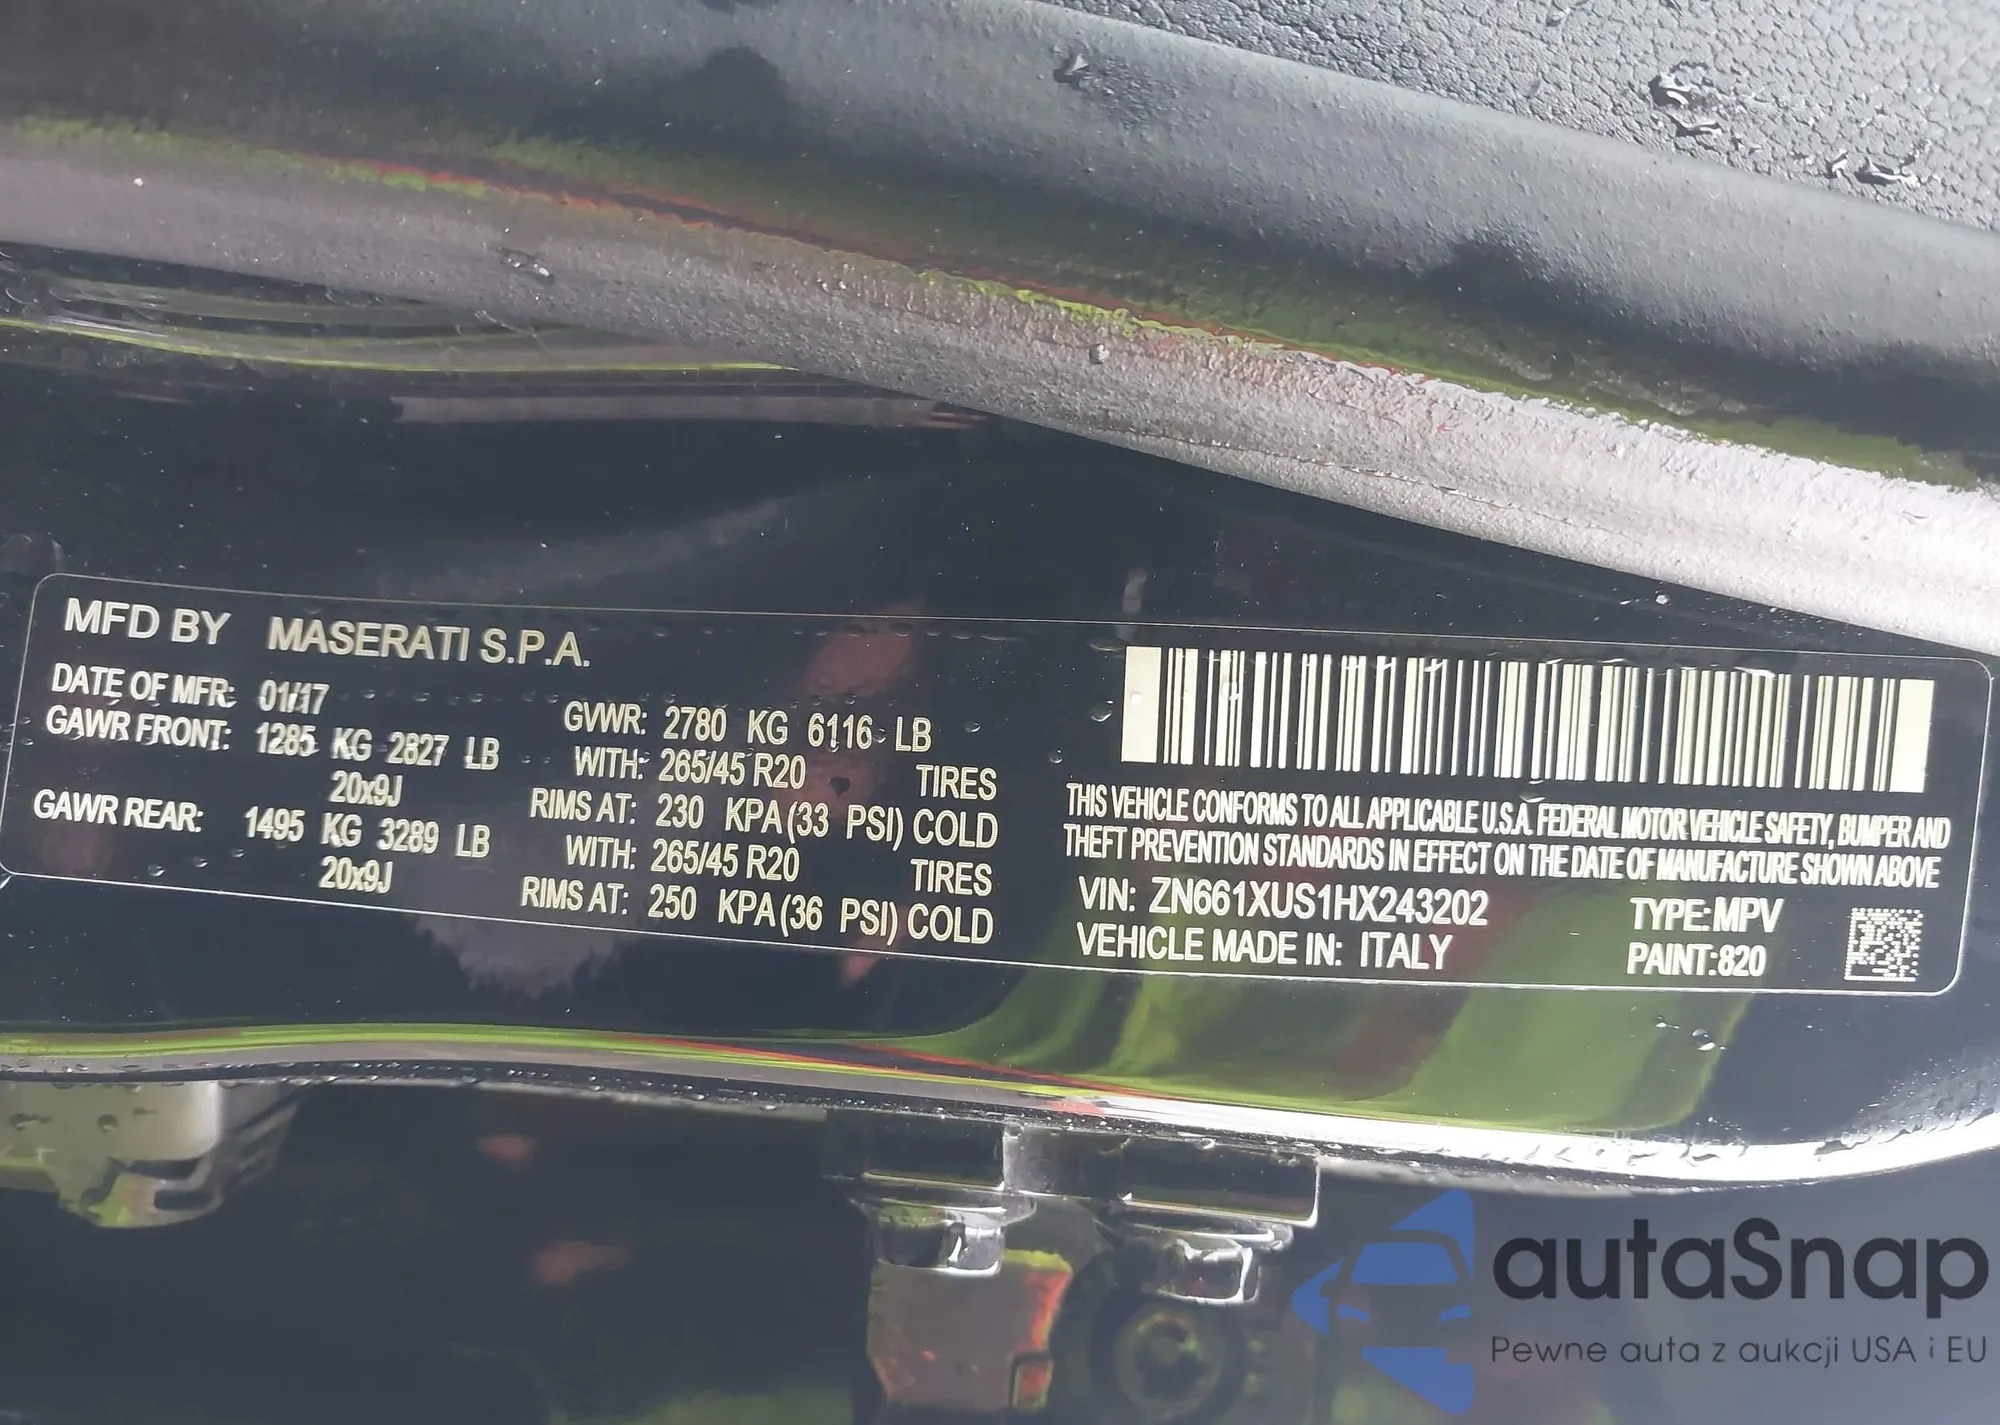 MFD BY MASERATI S.P.A.
DATE OF MFR: 01/17 GVWR: 2780 KG 6116 LB
GAWR FRONT: 1285 KG 2827 LB WITH: 265/45 R20 TIRES
20x9J RIMS AT: 230 KPA (33 PSI) COLD
GAWR REAR: 1495 KG 3289 LB WITH: 265/45 R20 TIRES
20x9J RIMS AT: 250 KPA (36 PSI) COLD
THIS VEHICLE CONFORMS TO ALL APPLICABLE U.S.A. FEDERAL MOTOR VEHICLE SAFETY, BUMPER AND
THEFT PREVENTION STANDARDS IN EFFECT ON THE DATE OF MANUFACTURE SHOWN ABOVE
VIN: ZN661XUS1HX243202 TYPE: MPV
VEHICLE MADE IN: ITALY PAINT: 820
autaSnap
Pewne auta z aukcji USA i EU